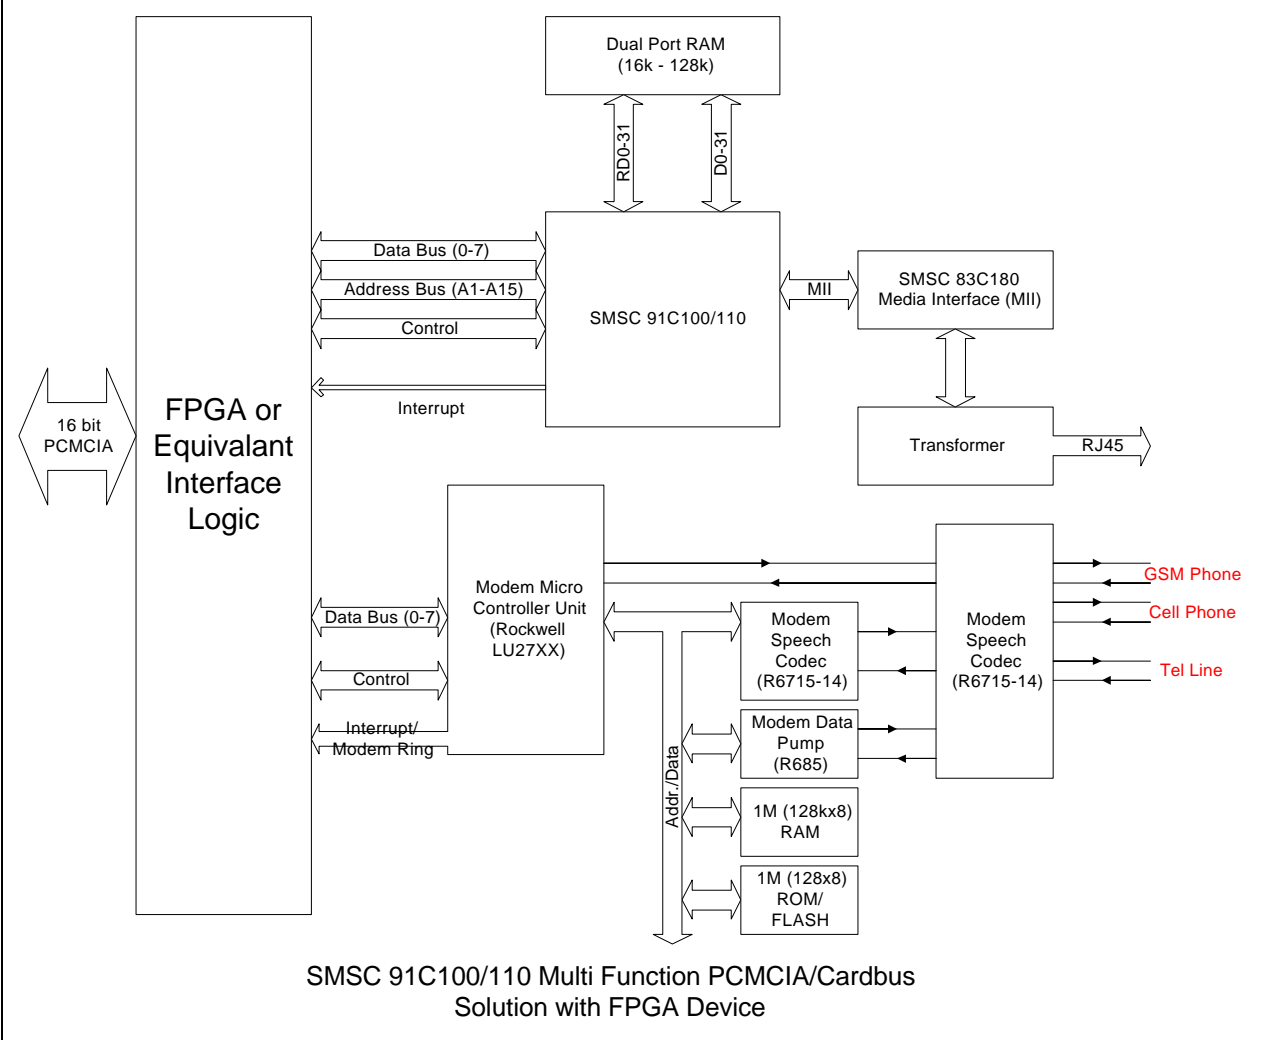 Dual Port RAM
(16k - 128k)
RD0-31
D0-31
Data Bus (0-7)
Address Bus (A1-A15)
Control
Interrupt
SMSC 91C100/110
MII
SMSC 83C180
Media Interface (MII)
Transformer
RJ45
16 bit
PCMCIA
FPGA or
Equivalant
Interface
Logic
Data Bus (0-7)
Control
Interrupt/
Modem Ring
Modem Micro
Controller Unit
(Rockwell
LU27XX)
Addr./Data
Modem
Speech
Codec
(R6715-14)
Modem Data
Pump
(R685)
1M (128kx8)
RAM
1M (128x8)
ROM/
FLASH
Modem
Speech
Codec
(R6715-14)
GSM Phone
Cell Phone
Tel Line
SMSC 91C100/110 Multi Function PCMCIA/Cardbus
Solution with FPGA Device